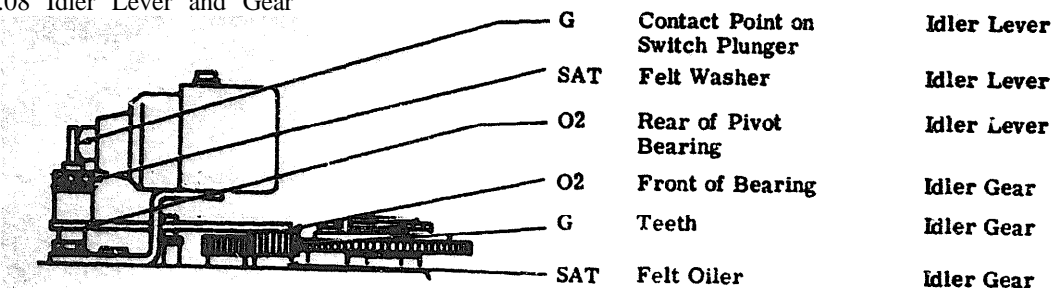 .08 Idler Lever and Gear
G Contact Point on Idler Lever
Switch Plunger
SAT Felt Washer Idler Lever
O2 Rear of Pivot Idler Lever
Bearing
O2 Front of Bearing Idler Gear
G Teeth Idler Gear
SAT Felt Oiler Idler Gear